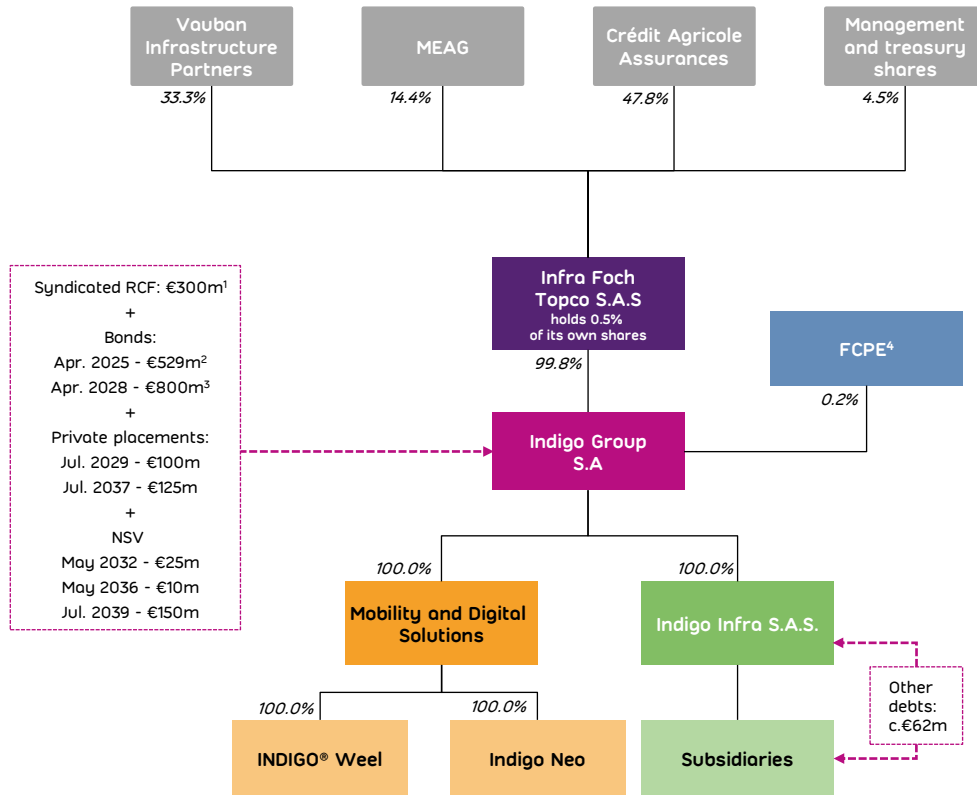 Vauban
Infrastructure
Partners
MEAG
Crédit Agricole
Assurances
Management
and treasury
shares
33.3%
14.4%
47.8%
4.5%
Infra Foch
Topco S.A.S
holds 0.5%
of its own shares
99.8%
FCPE⁴
0.2%
Syndicated RCF: €300m¹
+
Bonds:
Apr. 2025 - €529m²
Apr. 2028 - €800m³
+
Private placements:
Jul. 2029 - €100m
Jul. 2037 - €125m
+
NSV
May 2032 - €25m
May 2036 - €10m
Jul. 2039 - €150m
Indigo Group
S.A
100.0%
100.0%
Mobility and Digital
Solutions
Indigo Infra S.A.S.
Other
debts:
c.€62m
100.0%
100.0%
INDIGO® Weel
Indigo Neo
Subsidiaries